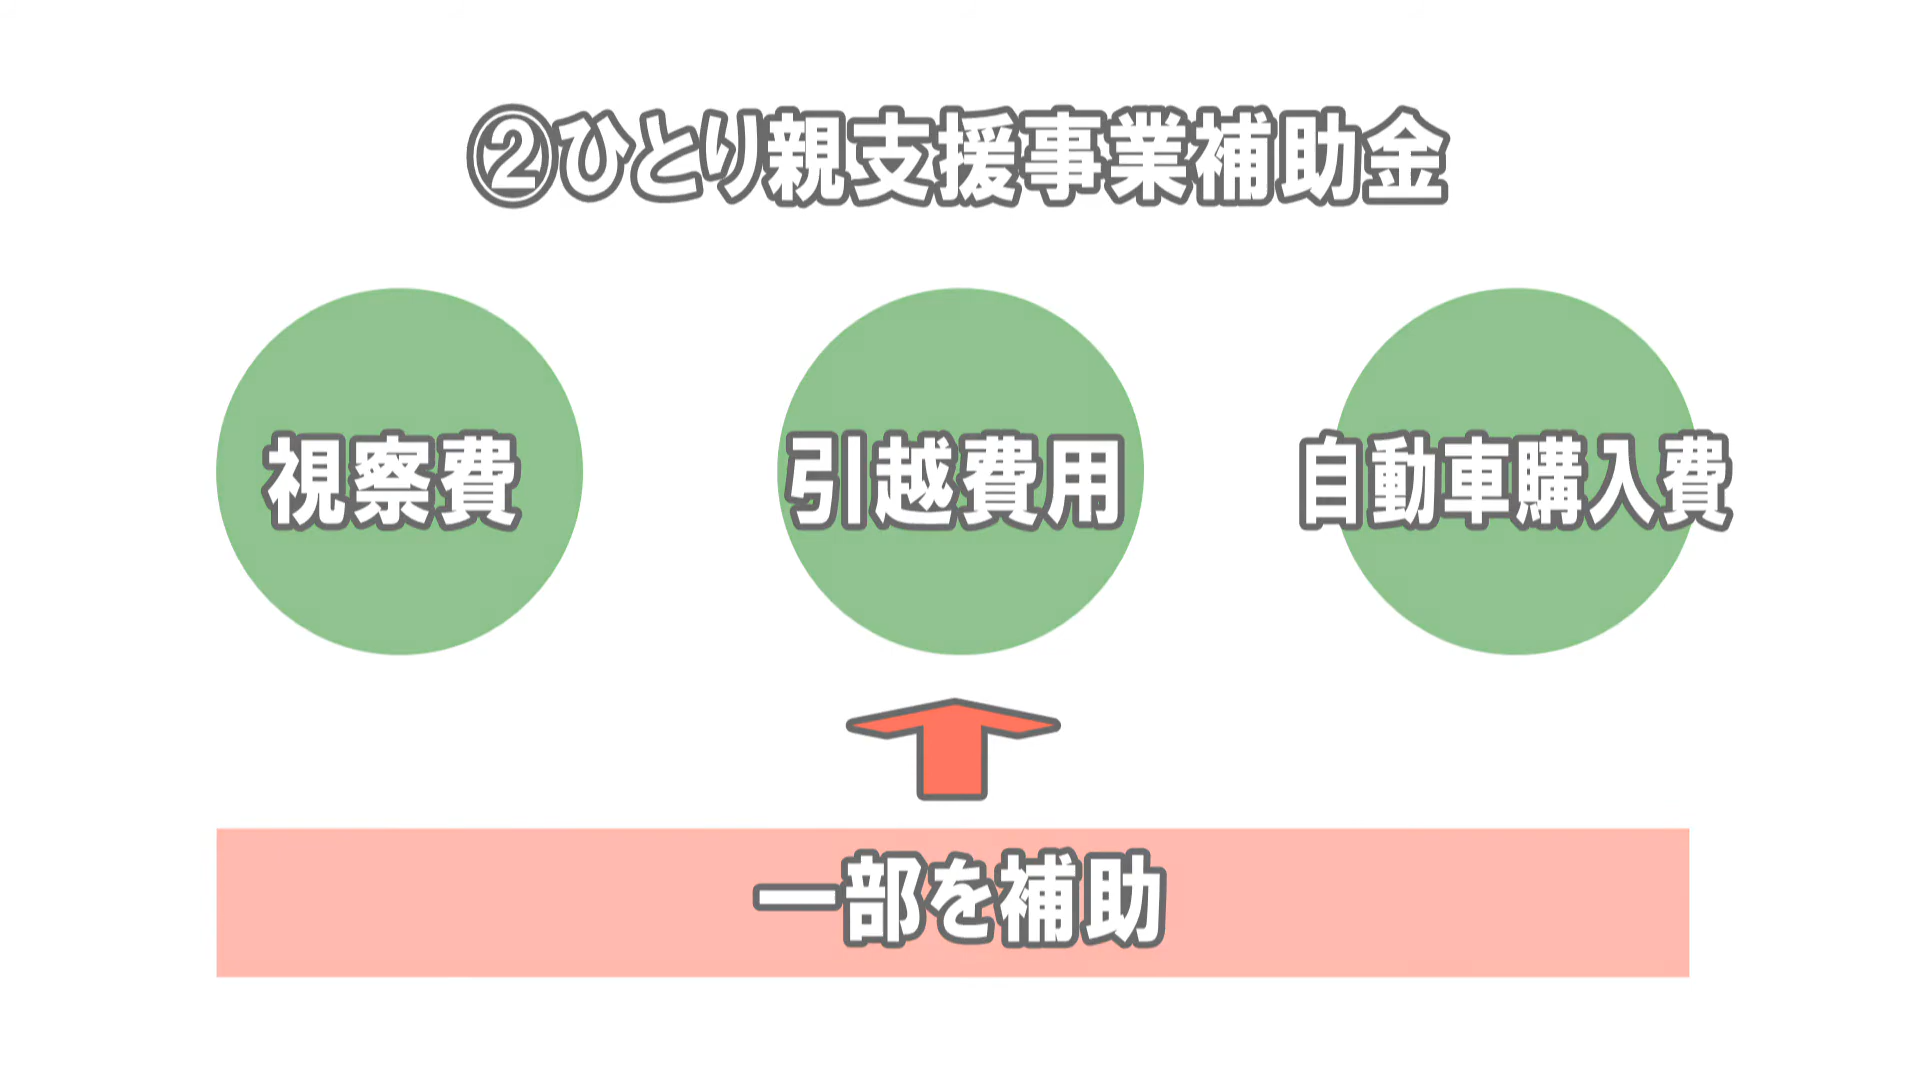 ②ひとり親支援事業補助金
視察費
引越費用
自動車購入費
一部を補助